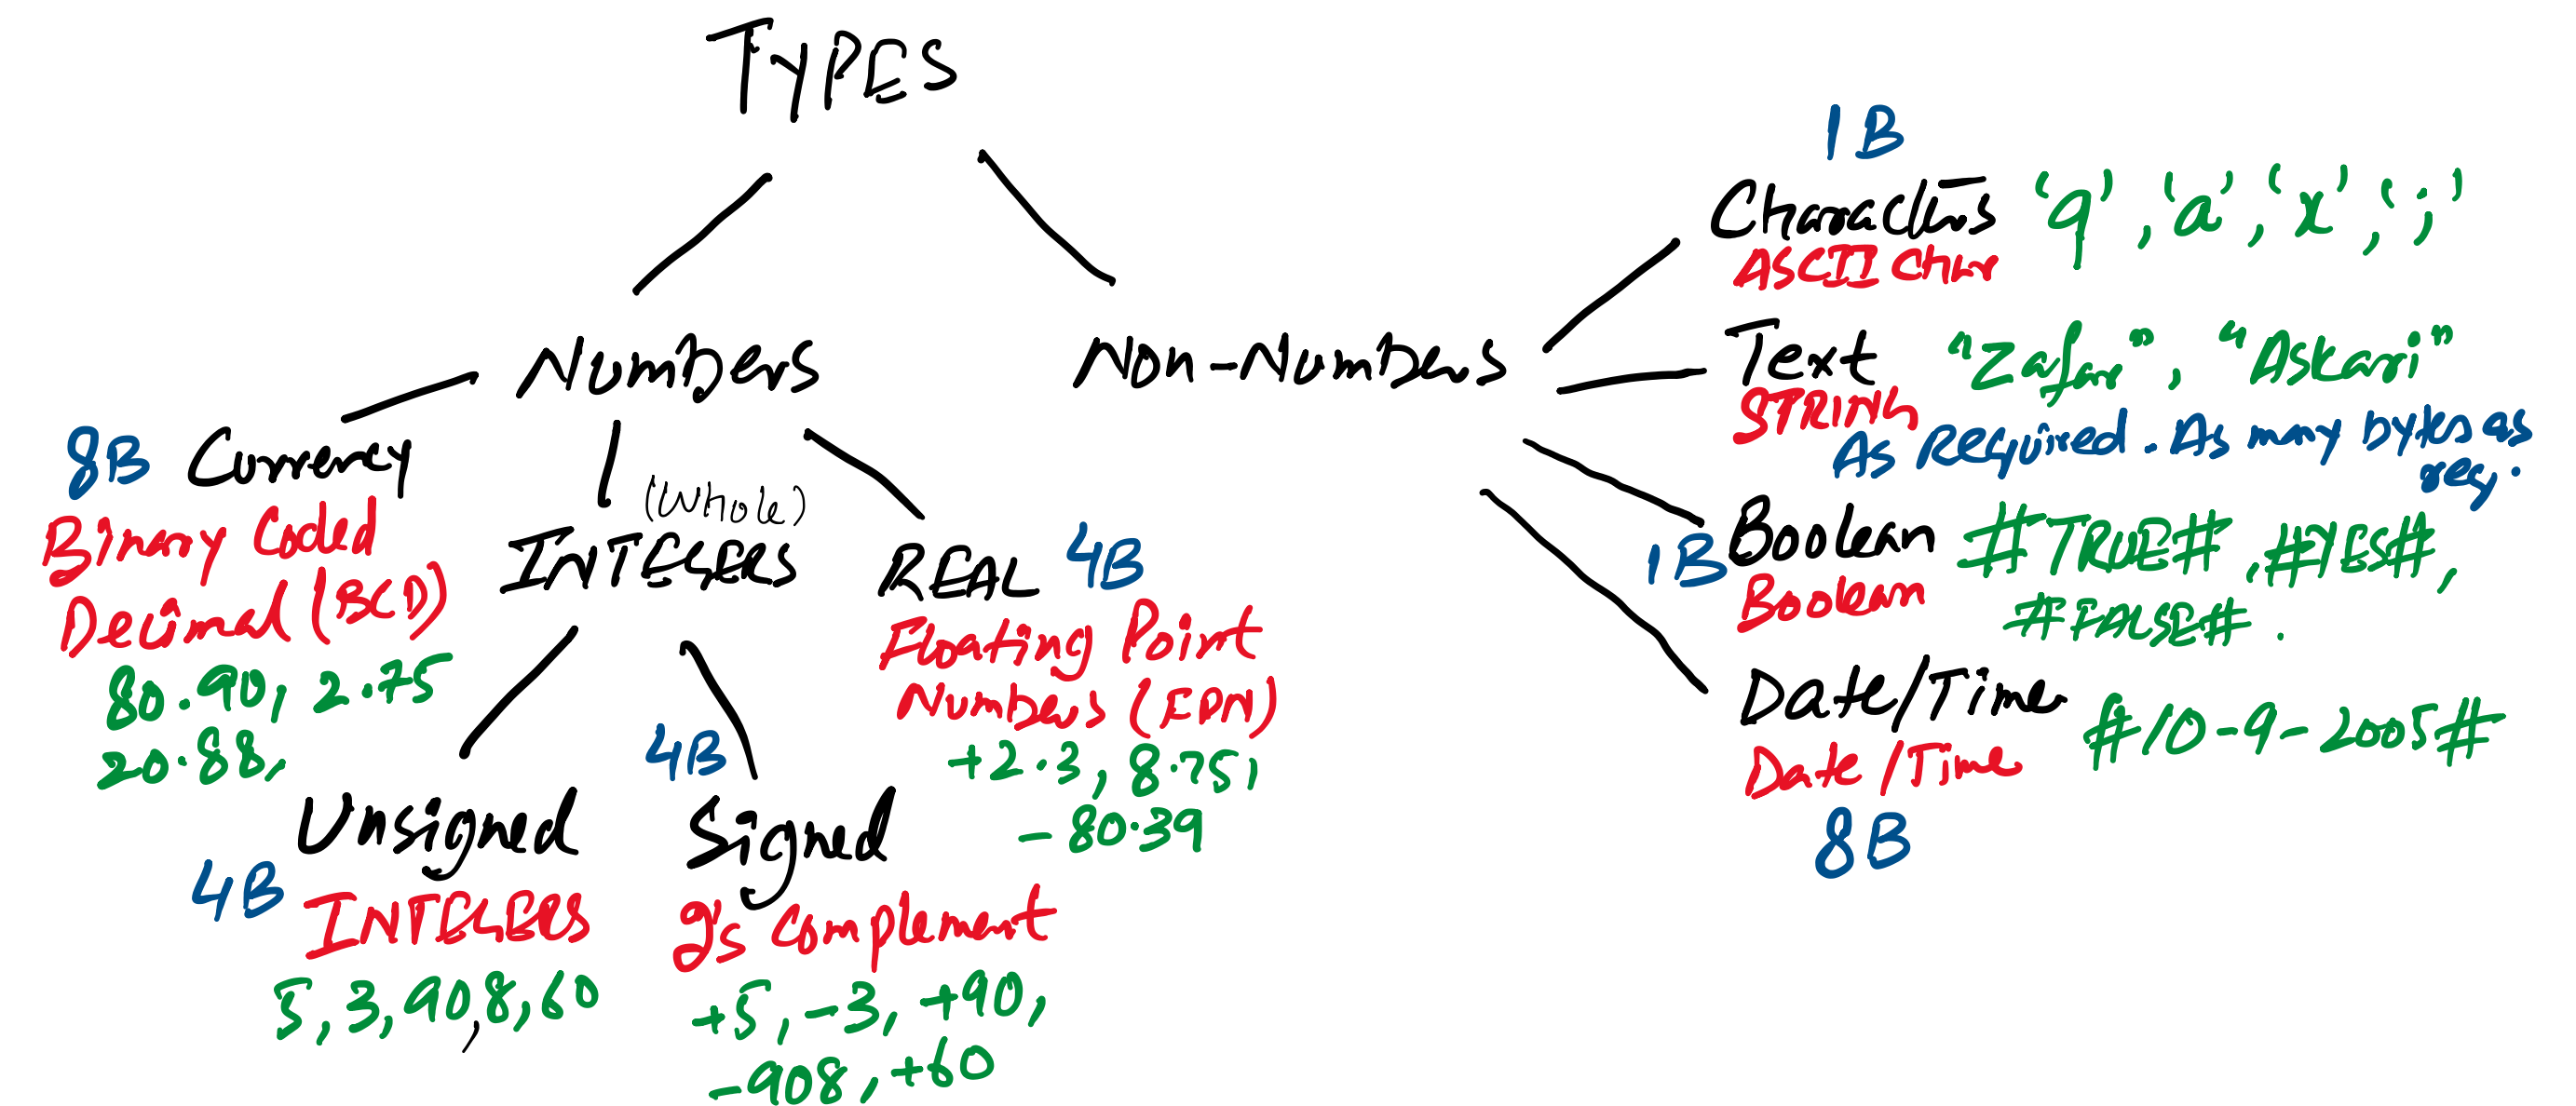 TYPES
Numbers
Non-Numbers
8B Currency
Binary Coded
Decimal (BCD)
80.90, 2.75
20.88,
(Whole)
INTEGERS
4B
Unsigned
INTEGERS
5, 3, 90, 8, 60
4B
Signed
2's Complement
+5, -3, +90,
-908, +60
REAL 4B
Floating Point
Numbers (FPN)
+2.3, 8.75,
-80.39
1B
Characters 'q', 'a', 'x', ';'
ASCII Char
Text "Zafar", "Askari"
STRING
As Required. As many bytes as
req.
1B Boolean #TRUE#, #YES#,
Boolean #FALSE#.
Date/Time #10-9-2005#
Date/Time
8B